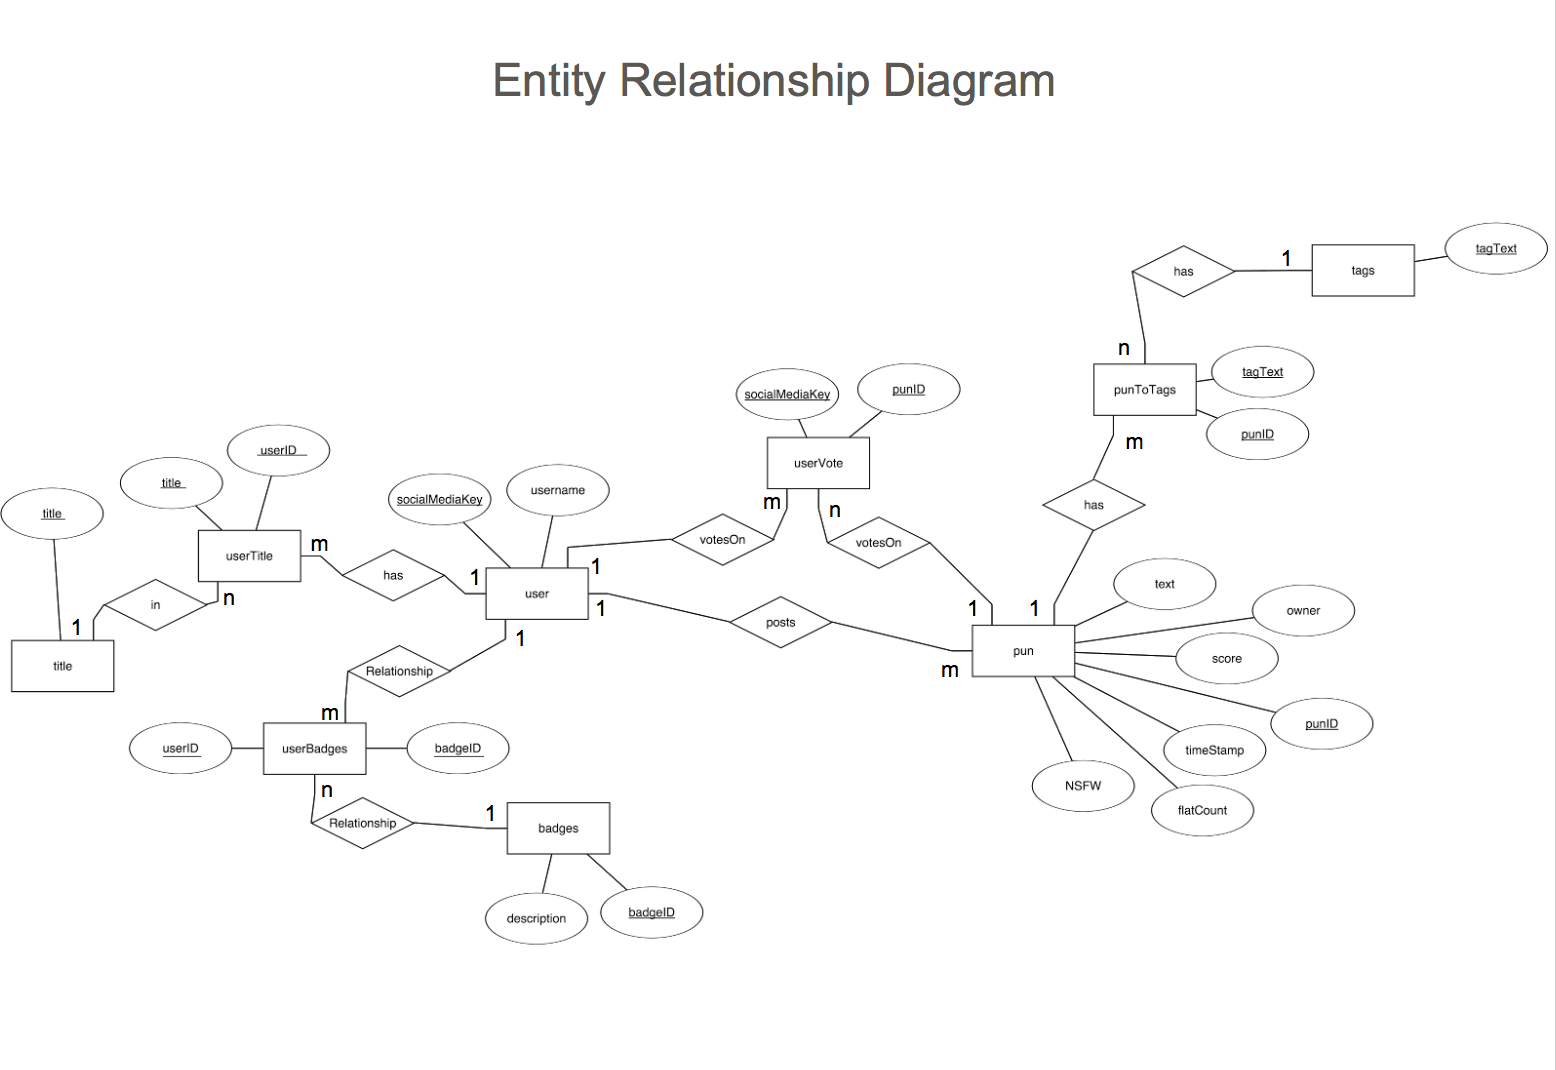 Entity Relationship Diagram
tagText
has
1
tags
n
tagText
punToTags
punID
m
has
socialMediaKey
punID
userVote
m
n
votesOn
votesOn
1
1
title
title
userID
userTitle
m
has
1
in
n
1
title
socialMediaKey
username
user
1
1
1
posts
m
pun
text
owner
score
punID
timeStamp
flatCount
NSFW
Relationship
m
userID
userBadges
badgeID
n
Relationship
1
badges
description
badgeID